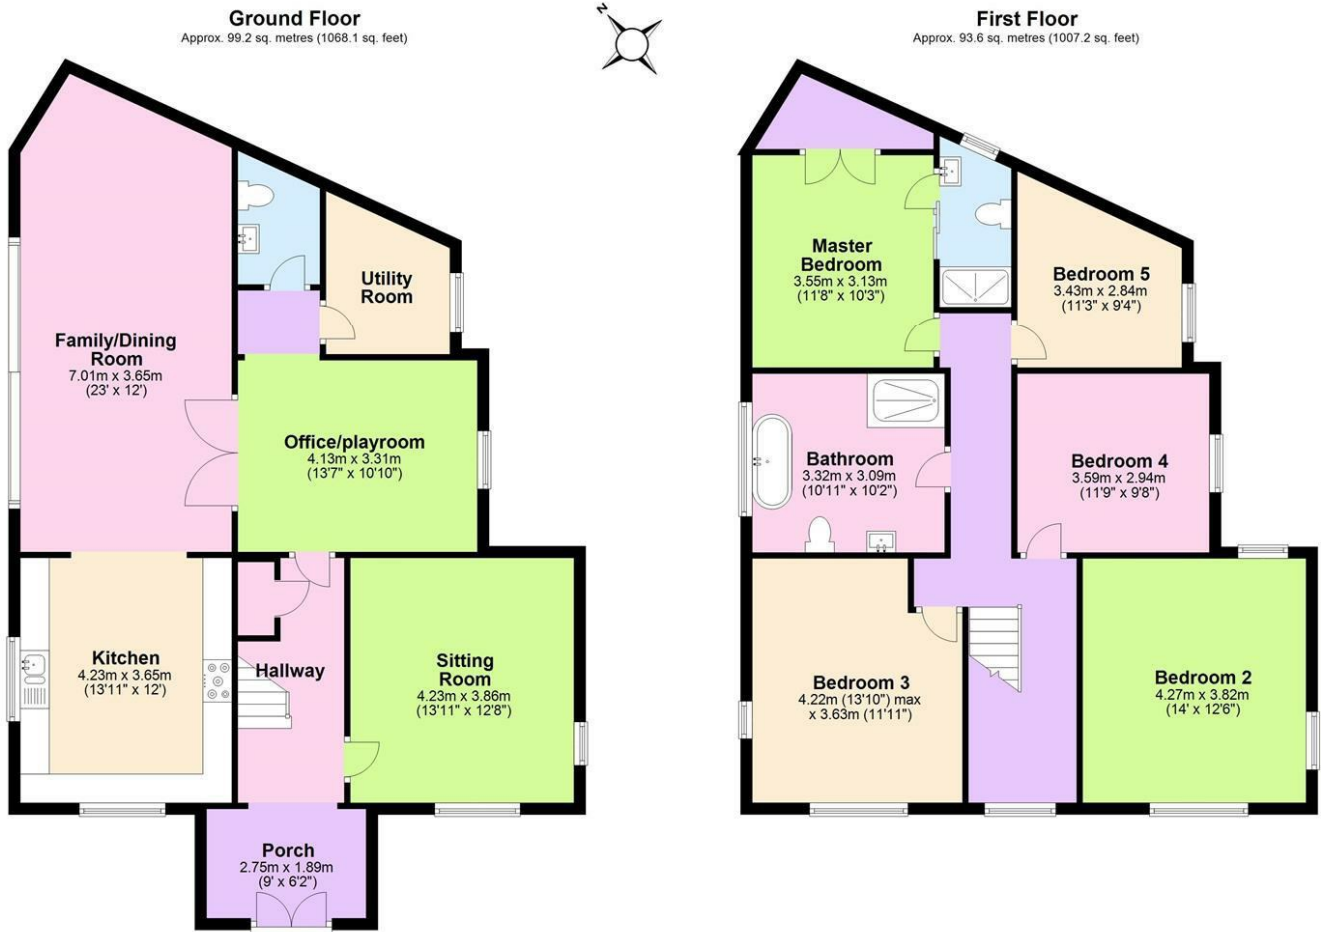 Ground Floor
Approx. 99.2 sq. metres (1068.1 sq. feet)
N
First Floor
Approx. 93.6 sq. metres (1007.2 sq. feet)
Utility
Room
Family/Dining
Room
7.01m x 3.65m
(23' x 12')
Office/playroom
4.13m x 3.31m
(13'7" x 10'10")
Kitchen
4.23m x 3.65m
(13'11" x 12')
Hallway
Sitting
Room
4.23m x 3.86m
(13'11" x 12'8")
Porch
2.75m x 1.89m
(9' x 6'2")
Master
Bedroom
3.55m x 3.13m
(11'8" x 10'3")
Bedroom 5
3.43m x 2.84m
(11'3" x 9'4")
Bathroom
3.32m x 3.09m
(10'11" x 10'2")
Bedroom 4
3.59m x 2.94m
(11'9" x 9'8")
Bedroom 3
4.22m (13'10") max
x 3.63m (11'11")
Bedroom 2
4.27m x 3.82m
(14' x 12'6")